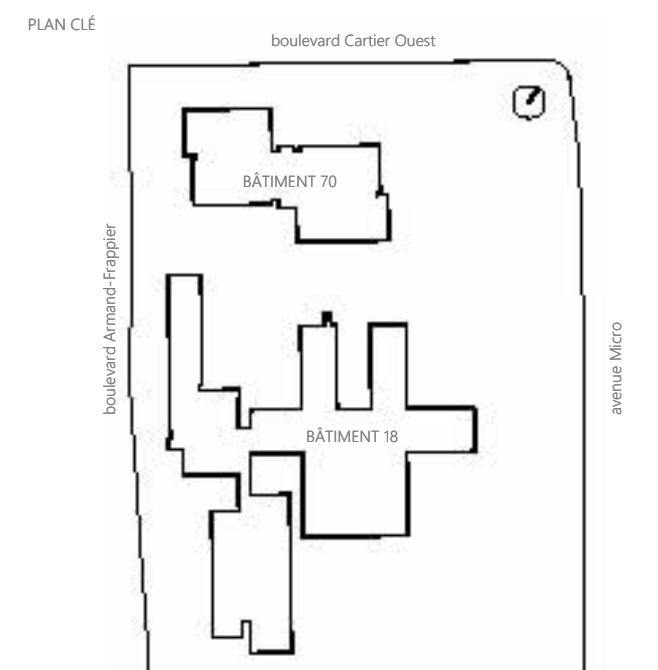 PLAN CLÉ
boulevard Cartier Ouest
BÂTIMENT 70
boulevard Armand-Frappier
avenue Micro
BÂTIMENT 18